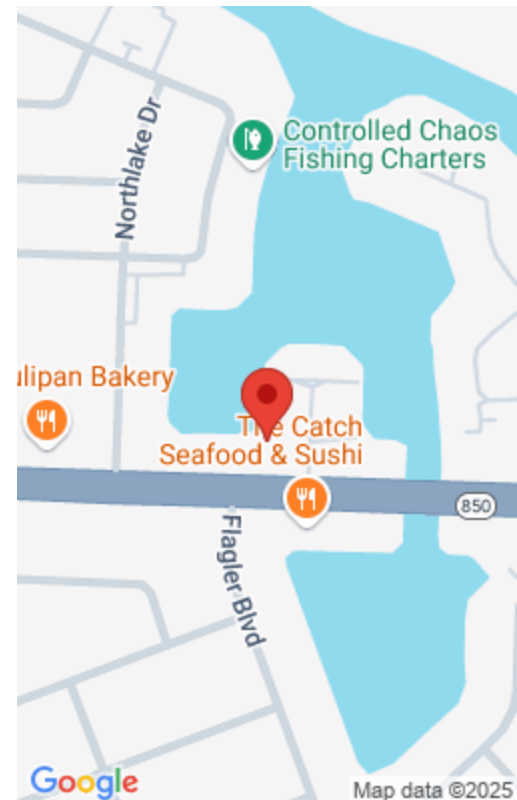 Northlake Dr
Controlled Chaos
Fishing Charters
ulipan Bakery
The Catch
Seafood & Sushi
850
Flagler Blvd
Google
Map data ©2025